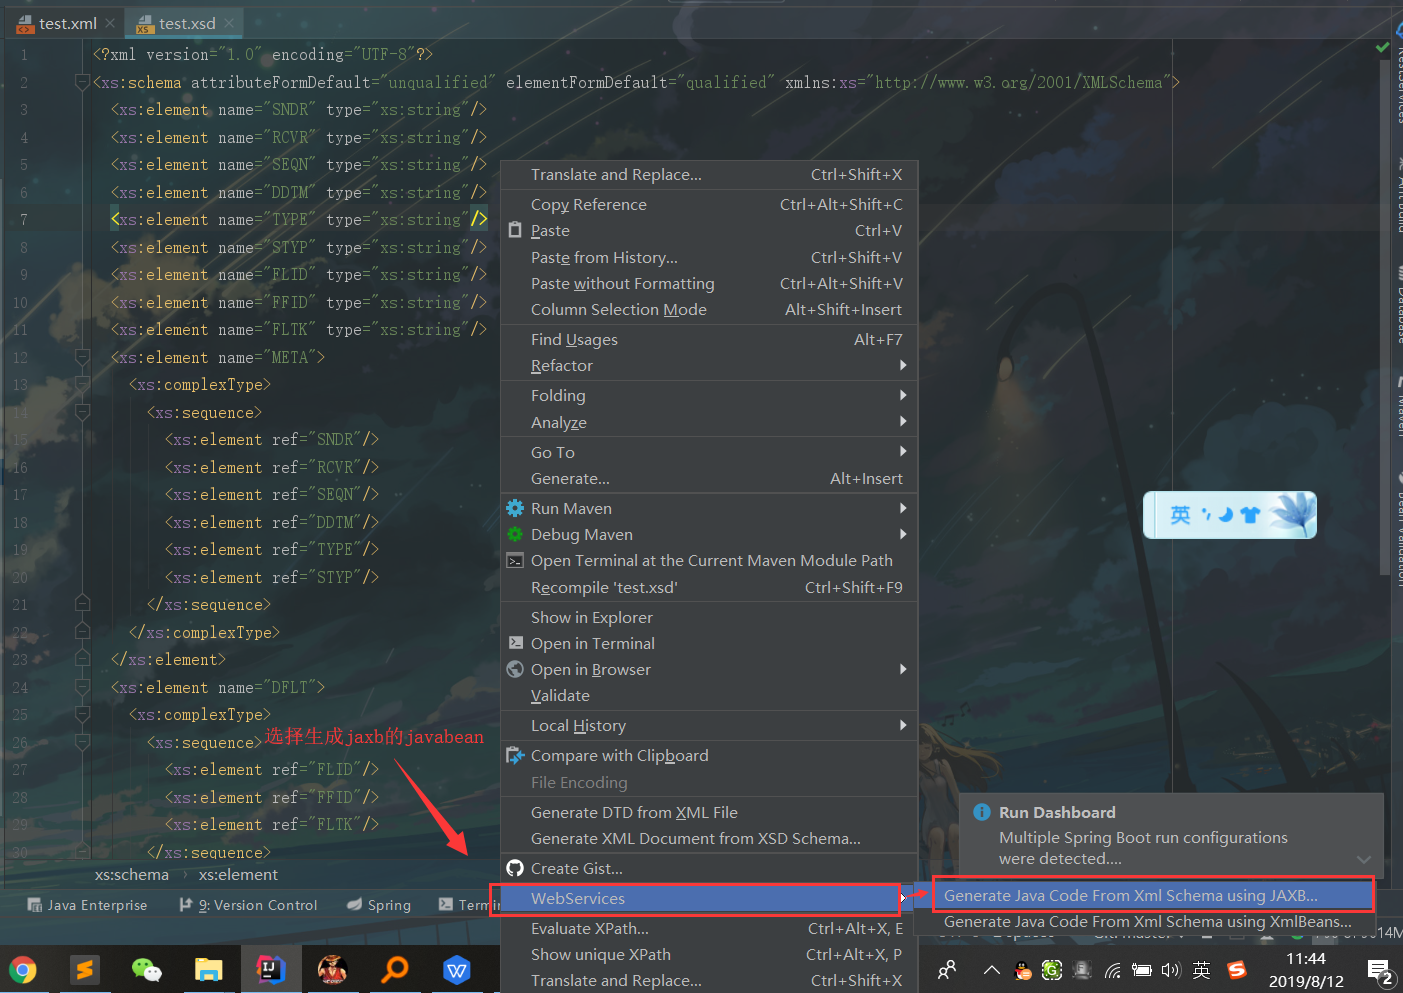 test.xml
test.xsd
1 <?xml version="1.0" encoding="UTF-8"?>
2 <xs:schema attributeFormDefault="unqualified" elementFormDefault="qualified" xmlns:xs="http://www.w3.org/2001/XMLSchema">
3 <xs:element name="SNDR" type="xs:string"/>
4 <xs:element name="RCVR" type="xs:string"/>
5 <xs:element name="SEQN" type="xs:string"/>
6 <xs:element name="DDTM" type="xs:string"/>
7 <xs:element name="TYPE" type="xs:string"/>
8 <xs:element name="STYP" type="xs:string"/>
9 <xs:element name="FLID" type="xs:string"/>
10 <xs:element name="FFID" type="xs:string"/>
11 <xs:element name="FLTK" type="xs:string"/>
12 <xs:element name="META">
13 <xs:complexType>
14 <xs:sequence>
15 <xs:element ref="SNDR"/>
16 <xs:element ref="RCVR"/>
17 <xs:element ref="SEQN"/>
18 <xs:element ref="DDTM"/>
19 <xs:element ref="TYPE"/>
20 <xs:element ref="STYP"/>
21 </xs:sequence>
22 </xs:complexType>
23 </xs:element>
24 <xs:element name="DFLT">
25 <xs:complexType>
26 <xs:sequence>
选择生成jaxb的javabean
27 <xs:element ref="FLID"/>
28 <xs:element ref="FFID"/>
29 <xs:element ref="FLTK"/>
30 </xs:sequence>
xs:schema › xs:element
Java Enterprise
9: Version Control
Spring
Termin
Translate and Replace... Ctrl+Shift+X
Copy Reference Ctrl+Alt+Shift+C
Paste Ctrl+V
Paste from History... Ctrl+Shift+V
Paste without Formatting Ctrl+Alt+Shift+V
Column Selection Mode Alt+Shift+Insert
Find Usages Alt+F7
Refactor
Folding
Analyze
Go To
Generate... Alt+Insert
Run Maven
Debug Maven
Open Terminal at the Current Maven Module Path
Recompile 'test.xsd' Ctrl+Shift+F9
Show in Explorer
Open in Terminal
Open in Browser
Validate
Local History
Compare with Clipboard
File Encoding
Generate DTD from XML File
Generate XML Document from XSD Schema...
Create Gist...
WebServices
Evaluate XPath... Ctrl+Alt+X, E
Show unique XPath Ctrl+Alt+X, P
Translate and Replace... Ctrl+Shift+X
Generate Java Code From Xml Schema using JAXB...
Generate Java Code From Xml Schema using XmlBeans...
Run Dashboard
Multiple Spring Boot run configurations
were detected....
英
RestServices
Ant Build
Database
Maven
Bean Validation
英
11:44
2019/8/12
2